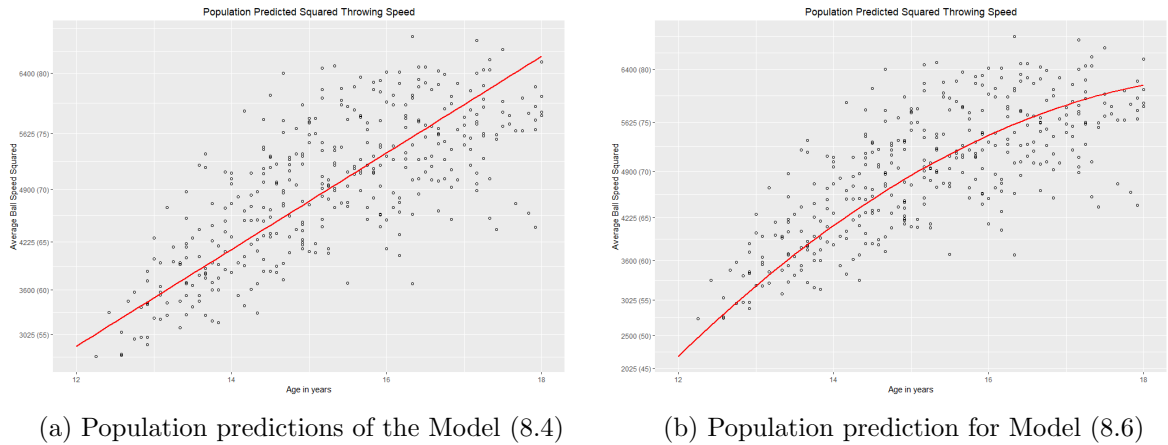 Population Predicted Squared Throwing Speed
Average Ball Speed Squared
6400 (80)
5625 (75)
4900 (70)
4225 (65)
3600 (60)
3025 (55)
12 14 16 18
Age in years
(a) Population predictions of the Model (8.4)
Population Predicted Squared Throwing Speed
Average Ball Speed Squared
6400 (80)
5625 (75)
4900 (70)
4225 (65)
3600 (60)
3025 (55)
2500 (50)
2025 (45)
12 14 16 18
Age in years
(b) Population prediction for Model (8.6)